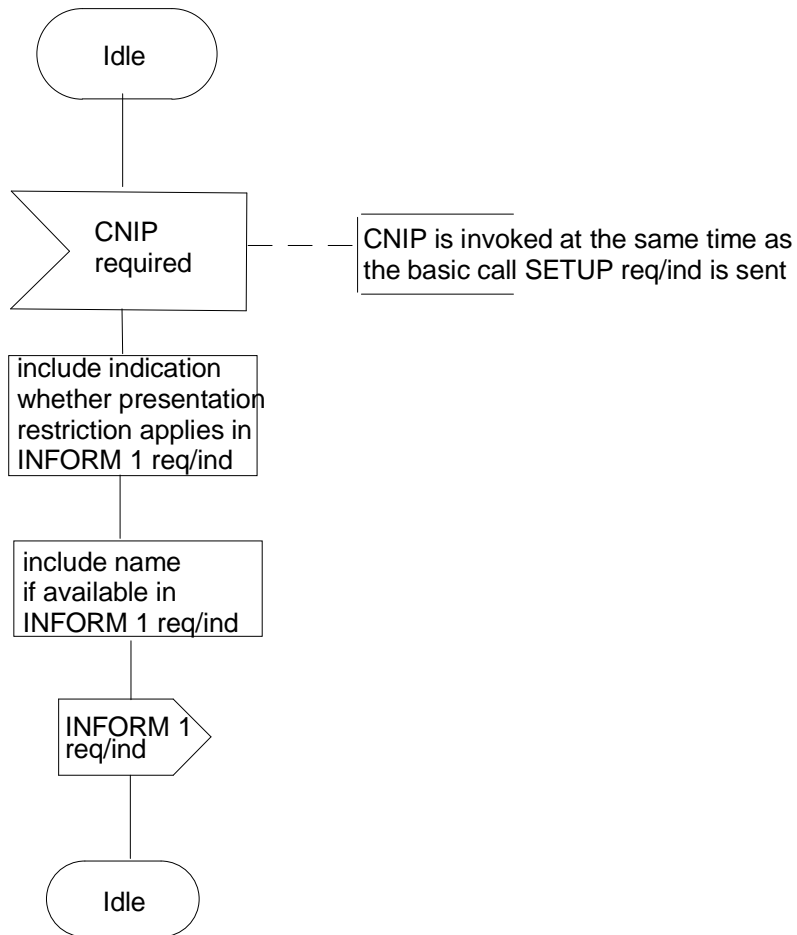 Idle
CNIP
required
CNIP is invoked at the same time as
the basic call SETUP req/ind is sent
include indication
whether presentation
restriction applies in
INFORM 1 req/ind
include name
if available in
INFORM 1 req/ind
INFORM 1
req/ind
Idle